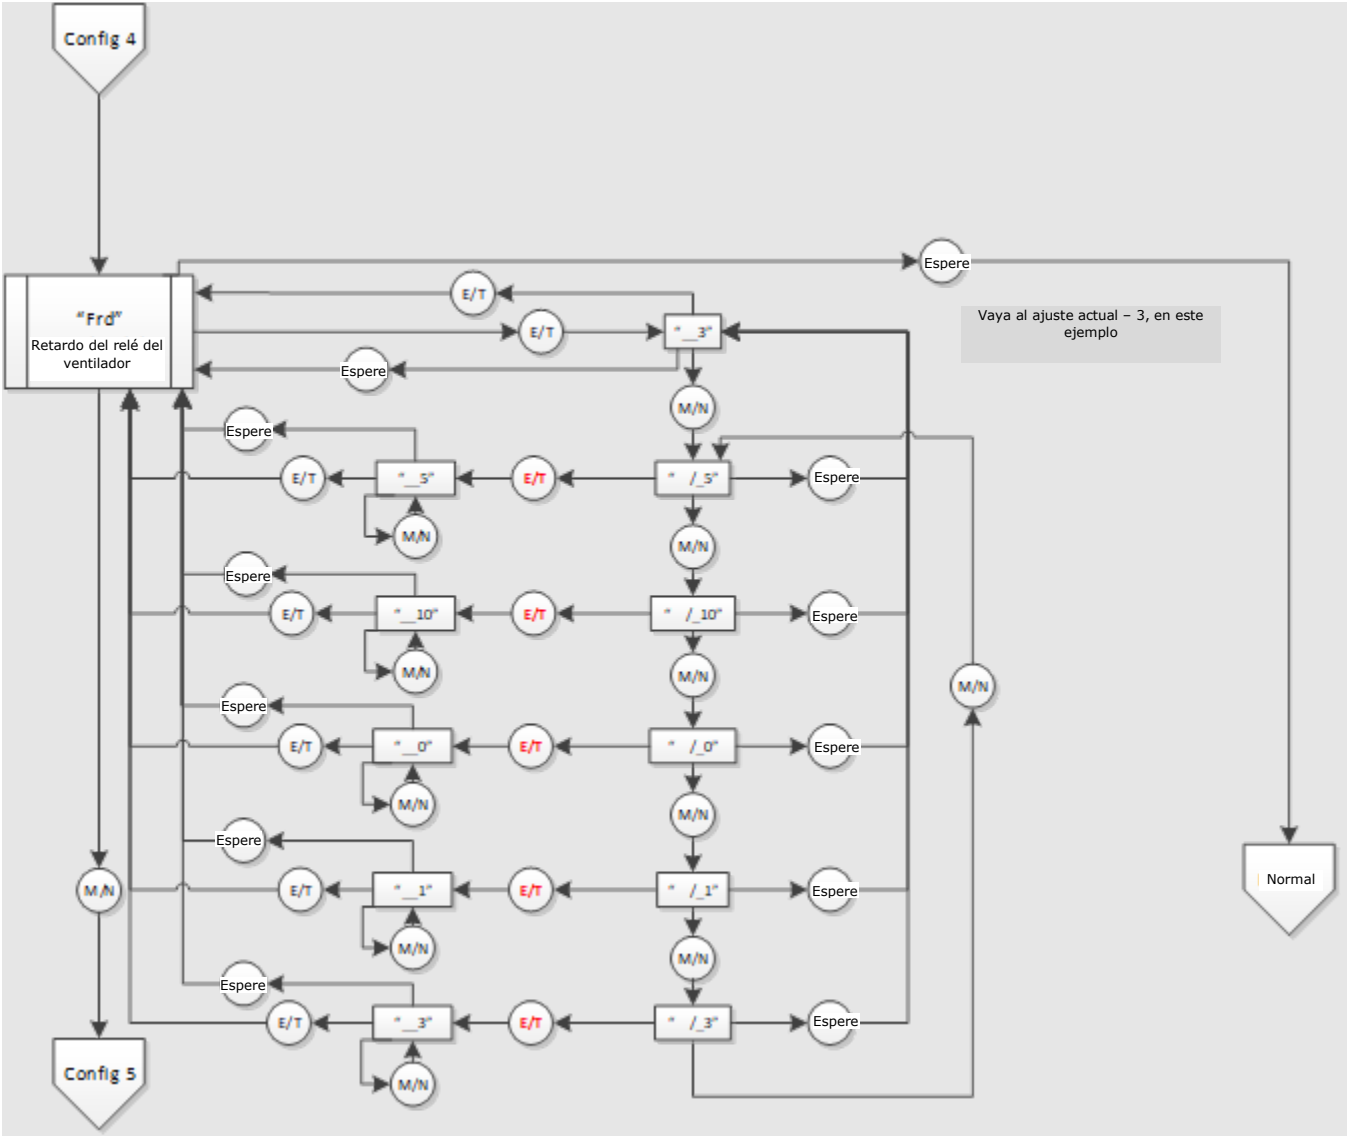 Config 4
Espere
E/T
"Frd"
Retardo del relé del
ventilador
E/T
"__3"
Vaya al ajuste actual – 3, en este
ejemplo
Espere
M/N
Espere
E/T
"__5"
E/T
" /_5"
Espere
M/N
M/N
Espere
E/T
"__10"
E/T
" /_10"
Espere
M/N
M/N
M/N
Espere
E/T
"__0"
E/T
" /_0"
Espere
M/N
M/N
Espere
M/N
E/T
"__1"
E/T
" /_1"
Espere
Normal
M/N
M/N
Espere
E/T
"__3"
E/T
" /_3"
Espere
M/N
Config 5